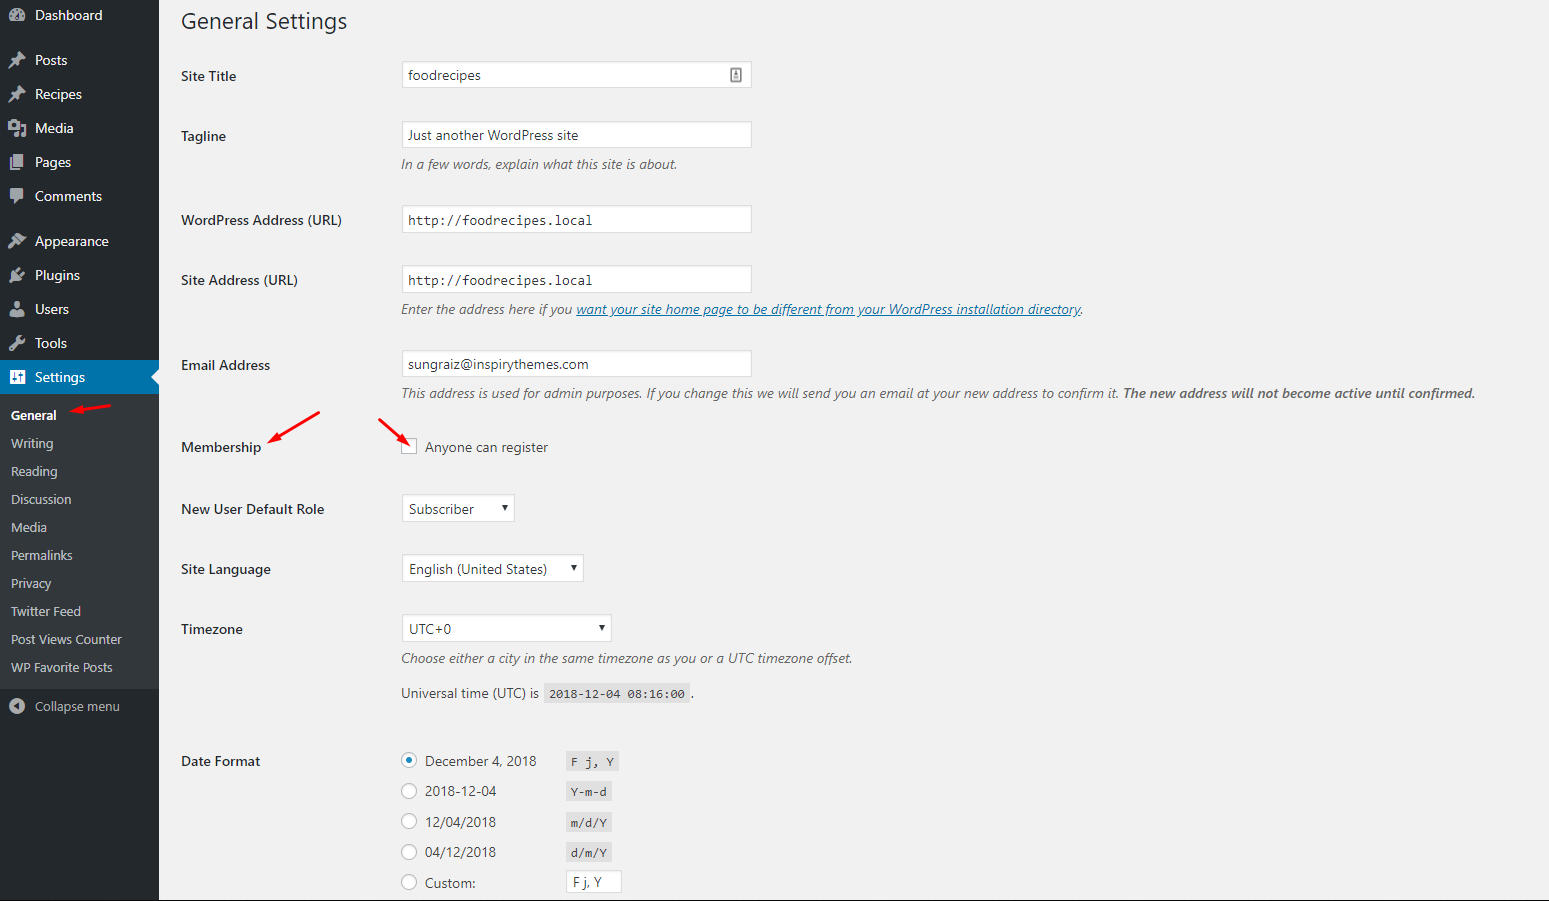 Dashboard
Posts
Recipes
Media
Pages
Comments
Appearance
Plugins
Users
Tools
Settings
General
Writing
Reading
Discussion
Media
Permalinks
Privacy
Twitter Feed
Post Views Counter
WP Favorite Posts
Collapse menu
General Settings
Site Title
foodrecipes
Tagline
Just another WordPress site
In a few words, explain what this site is about.
WordPress Address (URL)
http://foodrecipes.local
Site Address (URL)
http://foodrecipes.local
Enter the address here if you want your site home page to be different from your WordPress installation directory.
Email Address
sungraiz@inspirythemes.com
This address is used for admin purposes. If you change this we will send you an email at your new address to confirm it. The new address will not become active until confirmed.
Membership
Anyone can register
New User Default Role
Subscriber
Site Language
English (United States)
Timezone
UTC+0
Choose either a city in the same timezone as you or a UTC timezone offset.
Universal time (UTC) is 2018-12-04 08:16:00 .
Date Format
December 4, 2018 F j, Y
2018-12-04 Y-m-d
12/04/2018 m/d/Y
04/12/2018 d/m/Y
Custom: F j, Y